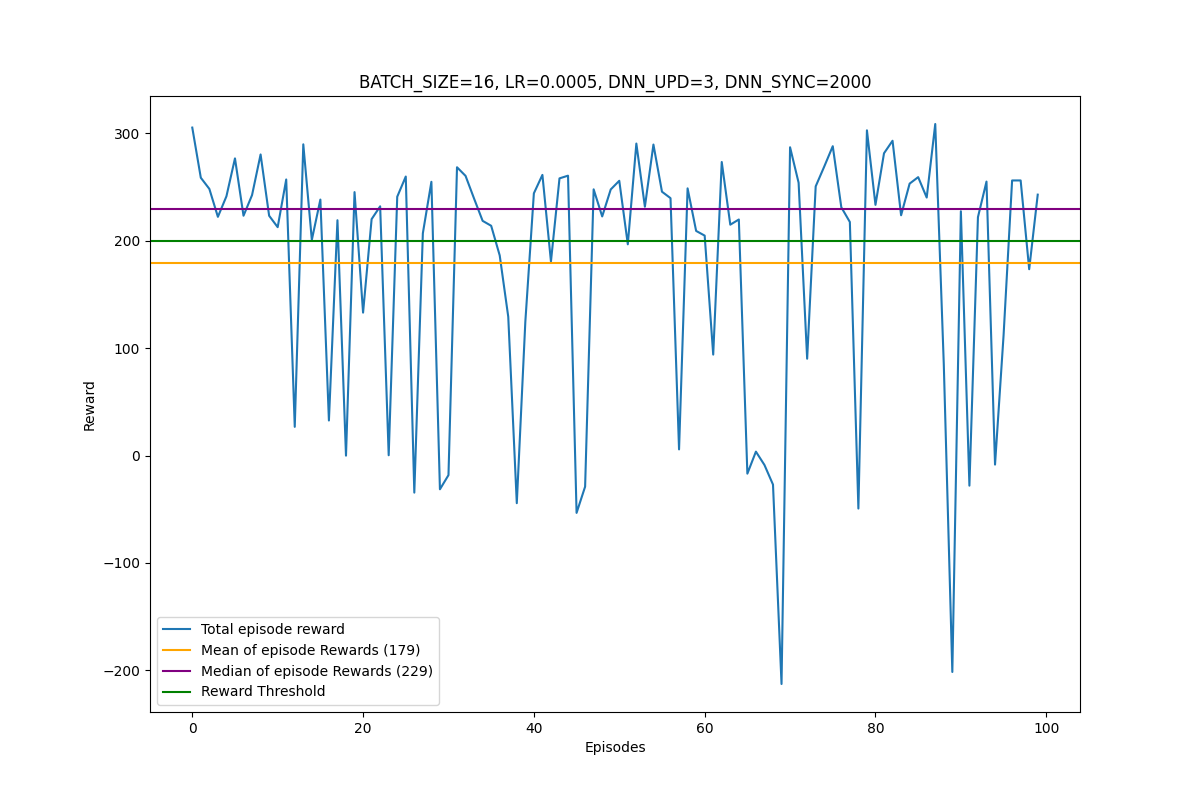 BATCH_SIZE=16, LR=0.0005, DNN_UPD=3, DNN_SYNC=2000
300
200
100
0
−100
−200
Reward
Total episode reward
Mean of episode Rewards (179)
Median of episode Rewards (229)
Reward Threshold
0 20 40 60 80 100
Episodes